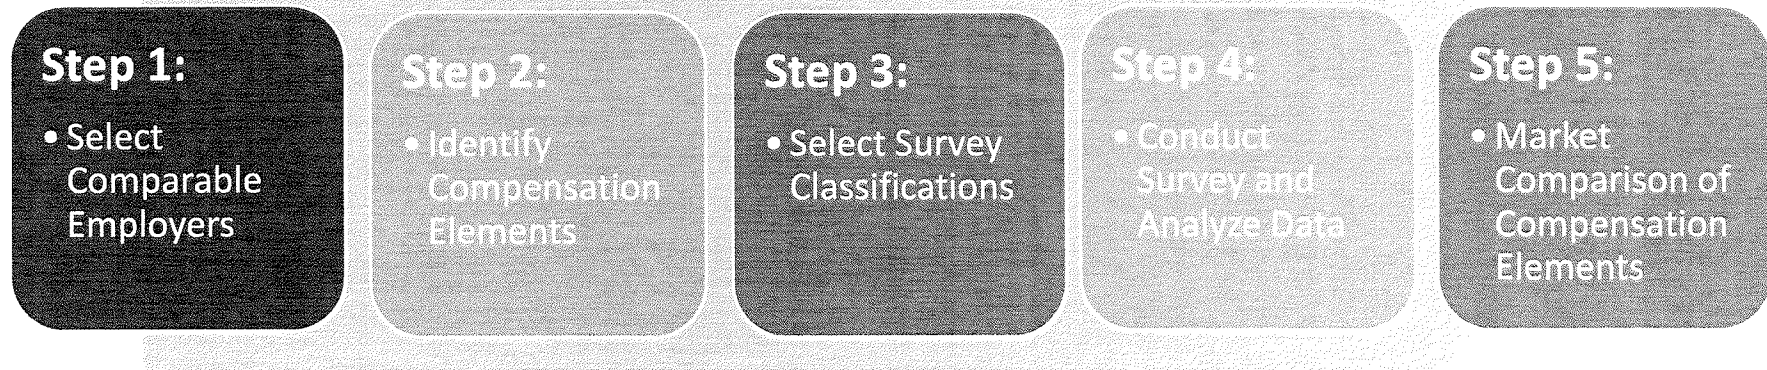 Step 1:
• Select
Comparable
Employers
Step 2:
• Identify
Compensation
Elements
Step 3:
• Select Survey
Classifications
Step 4:
• Conduct
Survey and
Analyze Data
Step 5:
• Market
Comparison of
Compensation
Elements